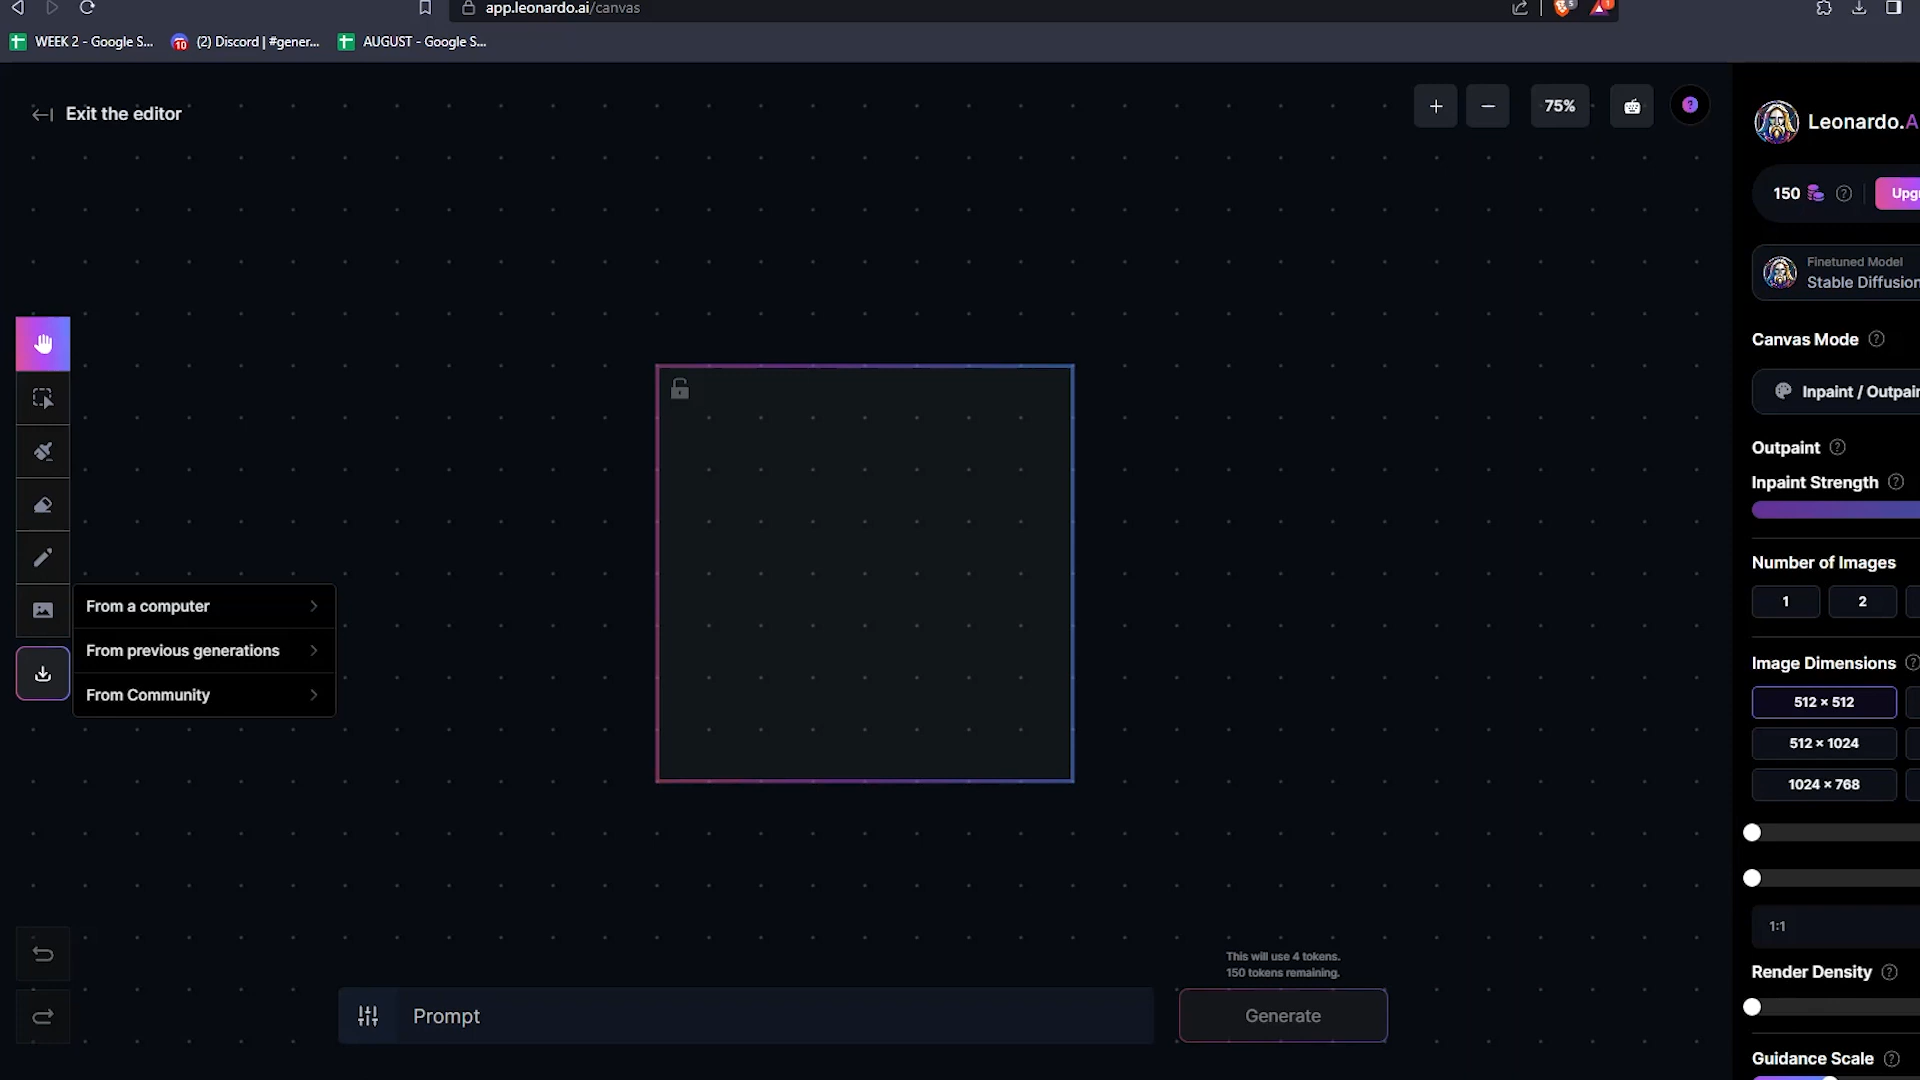 app.leonardo.ai/canvas
WEEK 2 - Google S...
10
(2) Discord | #gener...
AUGUST - Google S...
Exit the editor
75%
Leonardo.A
150
Upgr
Finetuned Model
Stable Diffusion
Canvas Mode
Inpaint / Outpain
Outpaint
Inpaint Strength
Number of Images
1
2
Image Dimensions
512 × 512
512 × 1024
1024 × 768
1:1
Render Density
Guidance Scale
From a computer
From previous generations
From Community
This will use 4 tokens.
150 tokens remaining.
Prompt
Generate